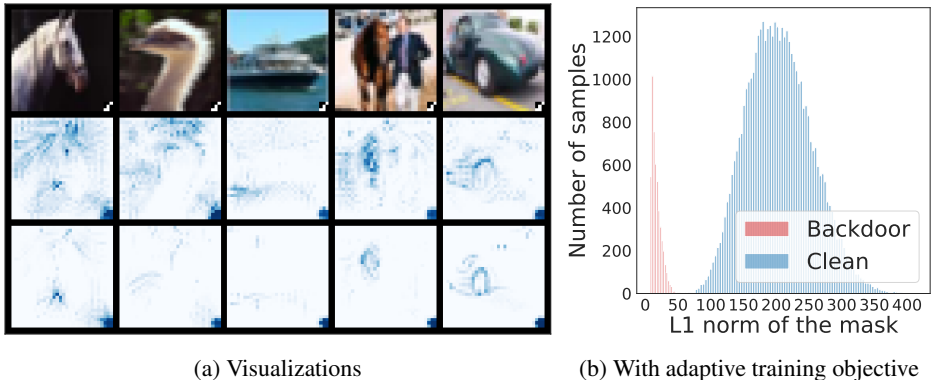 1200
1000
800
600
400
200
0
Number of samples
Backdoor
Clean
0 50 100 150 200 250 300 350 400
L1 norm of the mask
(a) Visualizations
(b) With adaptive training objective